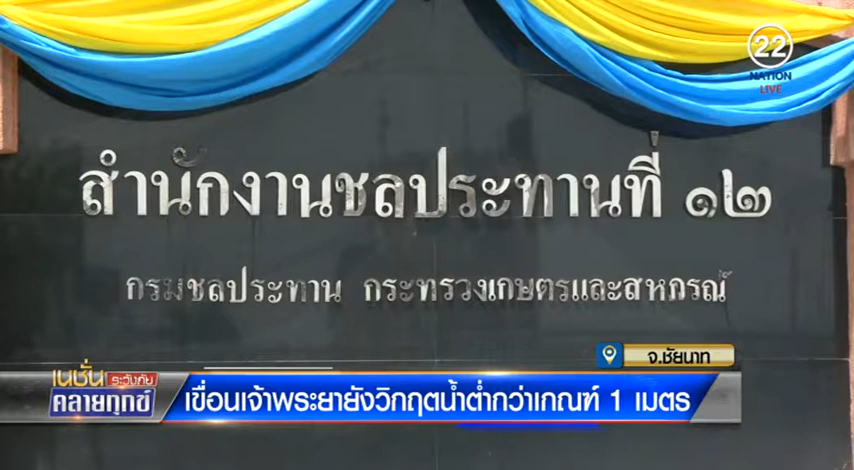 22
NATION
LIVE
สำนักงานชลประทานที่ ๑๒
กรมชลประทาน กระทรวงเกษตรและสหกรณ์
จ.ชัยนาท
เนชั่น ระวังภัย
คลายทุกข์
เขื่อนเจ้าพระยายังวิกฤตน้ำต่ำกว่าเกณฑ์ 1 เมตร